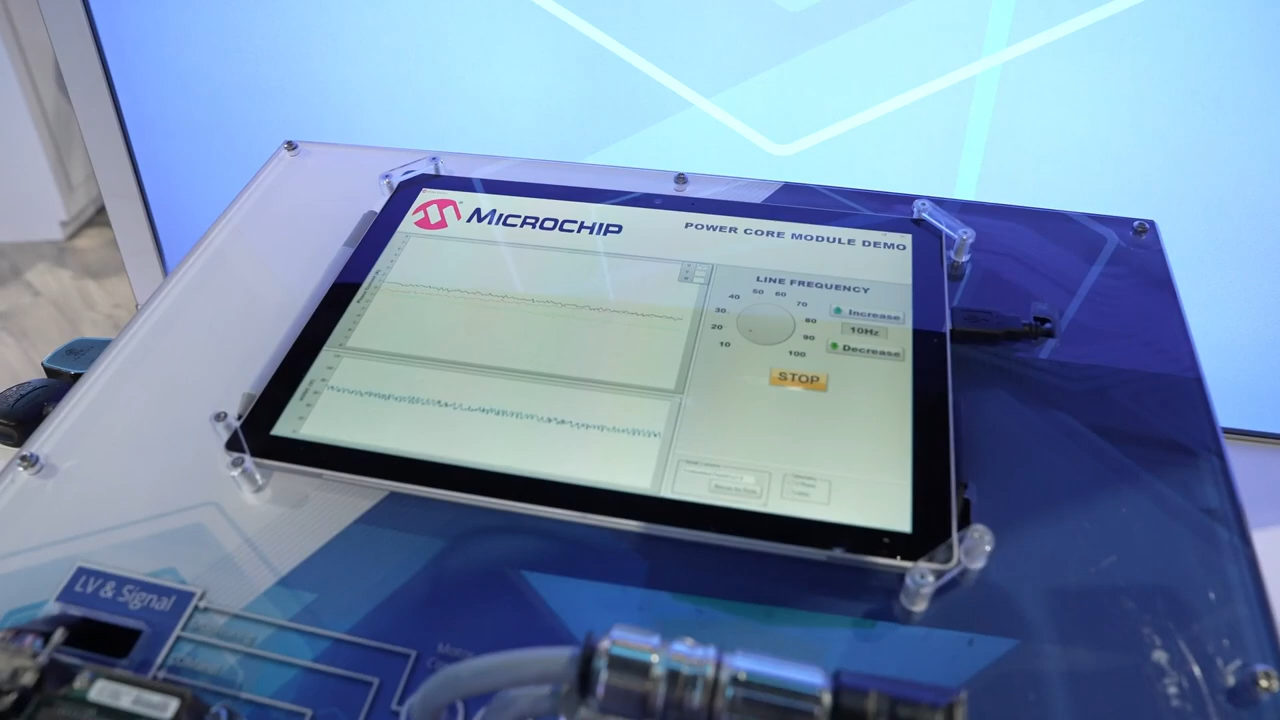 MICROCHIP
POWER CORE MODULE DEMO
LINE FREQUENCY
10
20
30
40
50
60
70
80
90
100
Increase
10Hz
Decrease
STOP
LV & Signal